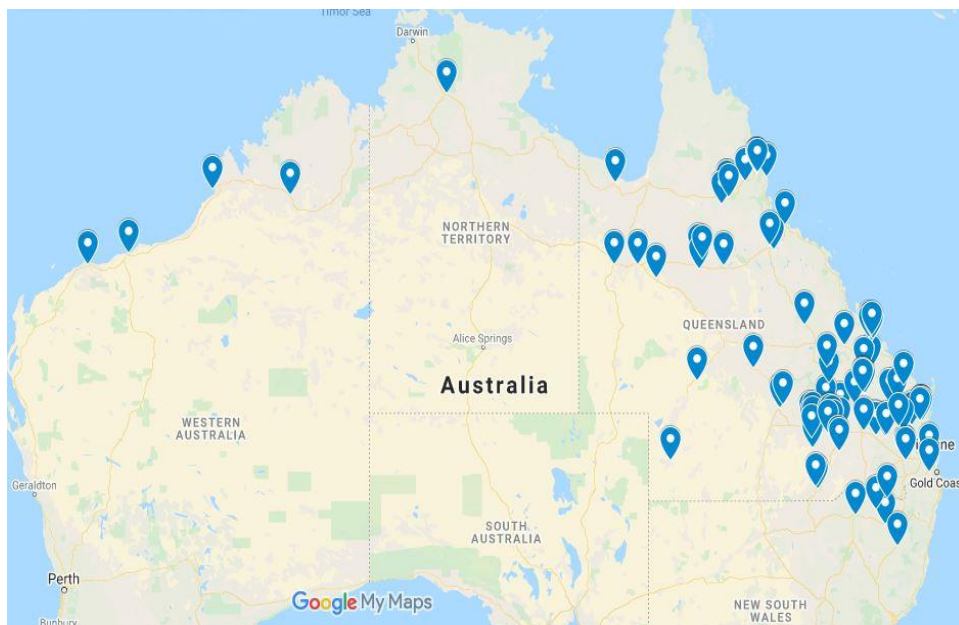 Timor Sea
Darwin
NORTHERN
TERRITORY
QUEENSLAND
Alice Springs
Australia
WESTERN
AUSTRALIA
Geraldton
SOUTH
AUSTRALIA
Gold Coas
Perth
Google My Maps
NEW SOUTH
WALES
Bunbury